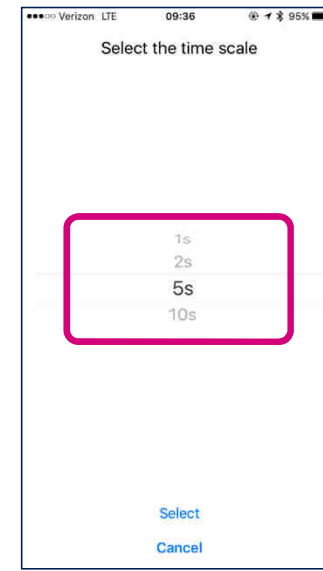 Verizon LTE 09:36 95%
Select the time scale
1s
2s
5s
10s
Select
Cancel